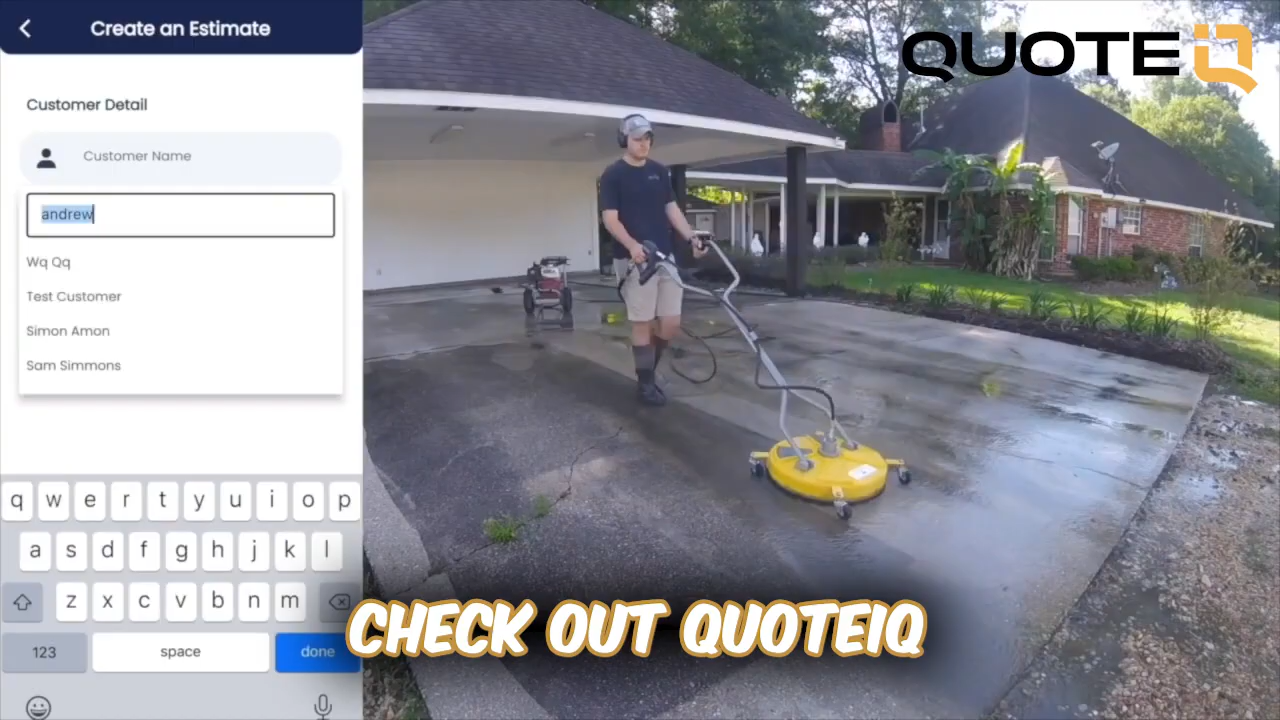 Create an Estimate
QUOTEIQ
Customer Detail
Customer Name
andrew
Wq Qq
Test Customer
Simon Amon
Sam Simmons
q w e r t y u i o p
a s d f g h j k l
z x c v b n m
123 space done
CHECK OUT QUOTEIQ